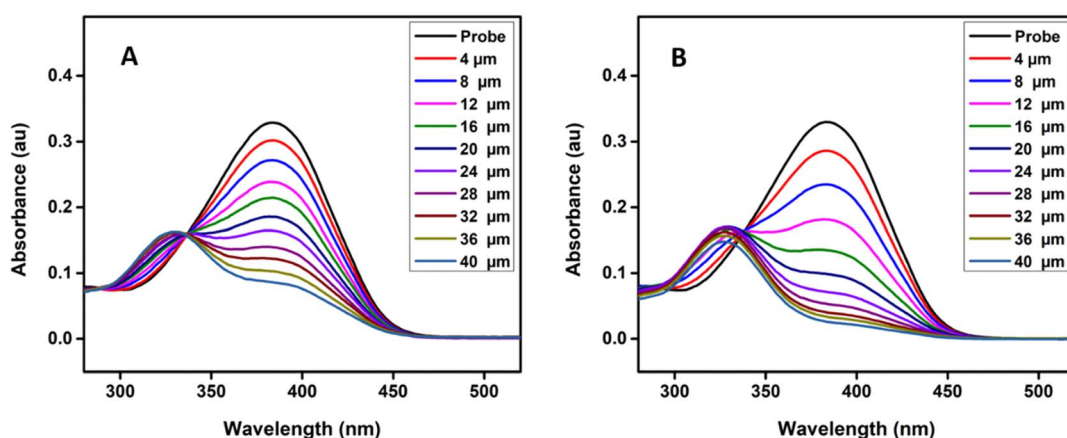 A
Absorbance (au)
0.4
0.3
0.2
0.1
0.0
300 350 400 450 500
Wavelength (nm)
Probe
4 µm
8 µm
12 µm
16 µm
20 µm
24 µm
28 µm
32 µm
36 µm
40 µm
B
Absorbance (au)
0.4
0.3
0.2
0.1
0.0
300 350 400 450 500
Wavelength (nm)
Probe
4 µm
8 µm
12 µm
16 µm
20 µm
24 µm
28 µm
32 µm
36 µm
40 µm